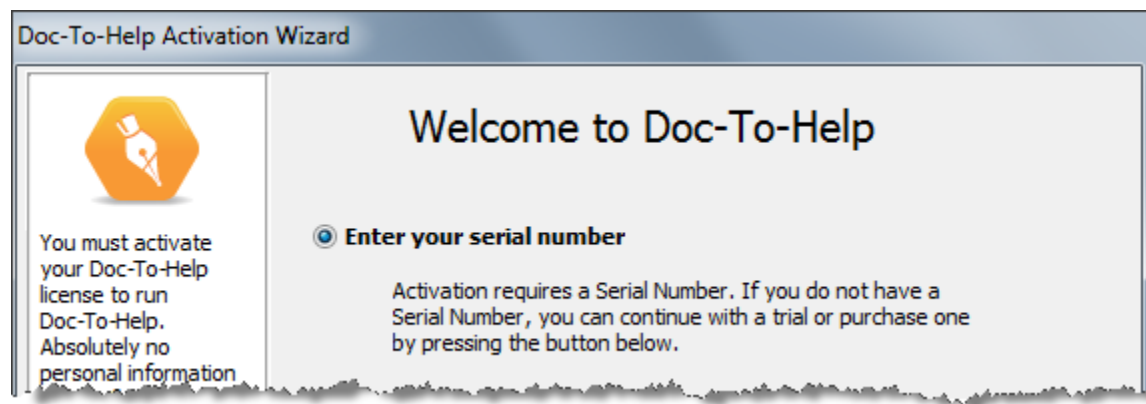 Doc-To-Help Activation Wizard
Welcome to Doc-To-Help
You must activate
your Doc-To-Help
license to run
Doc-To-Help.
Absolutely no
personal information
Enter your serial number
Activation requires a Serial Number. If you do not have a
Serial Number, you can continue with a trial or purchase one
by pressing the button below.